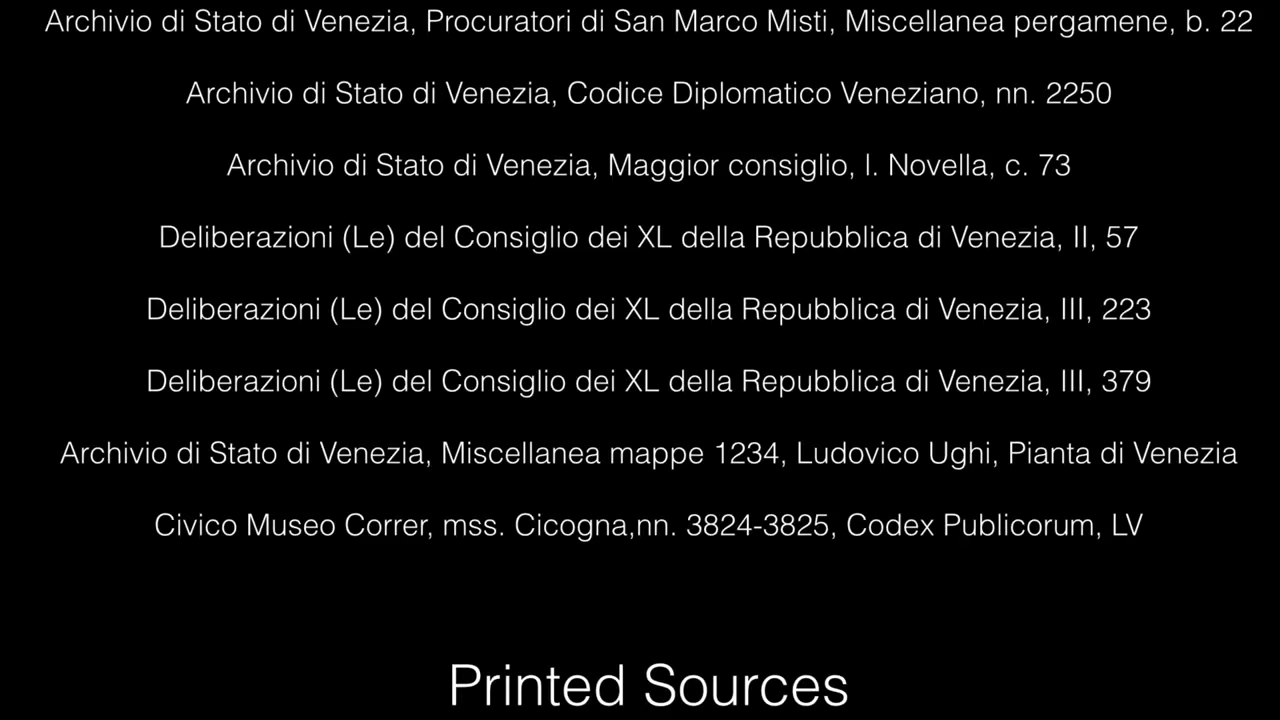 Archivio di Stato di Venezia, Procuratori di San Marco Misti, Miscellanea pergamene, b. 22
Archivio di Stato di Venezia, Codice Diplomatico Veneziano, nn. 2250
Archivio di Stato di Venezia, Maggior consiglio, l. Novella, c. 73
Deliberazioni (Le) del Consiglio dei XL della Repubblica di Venezia, II, 57
Deliberazioni (Le) del Consiglio dei XL della Repubblica di Venezia, III, 223
Deliberazioni (Le) del Consiglio dei XL della Repubblica di Venezia, III, 379
Archivio di Stato di Venezia, Miscellanea mappe 1234, Ludovico Ughi, Pianta di Venezia
Civico Museo Correr, mss. Cicogna,nn. 3824-3825, Codex Publicorum, LV
Printed Sources